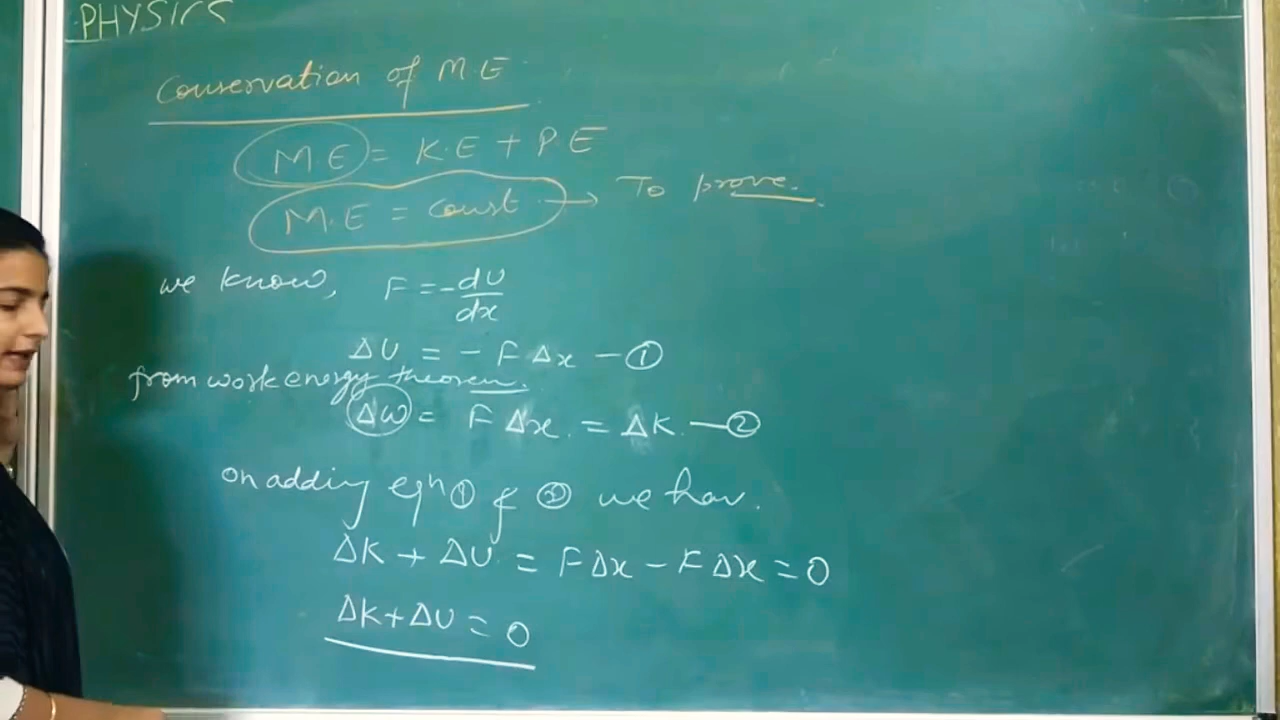 PHYSICS
Conservation of M.E
M E = K.E + P.E
M.E = const → To prove.
we know, F = -dU/dx
ΔU = - F Δx - ①
from work energy theorem.
ΔW = F Δx. = ΔK. - ②
on adding eqn ① & ② we hav.
ΔK + ΔU = FΔx - FΔx = 0
ΔK + ΔU = 0